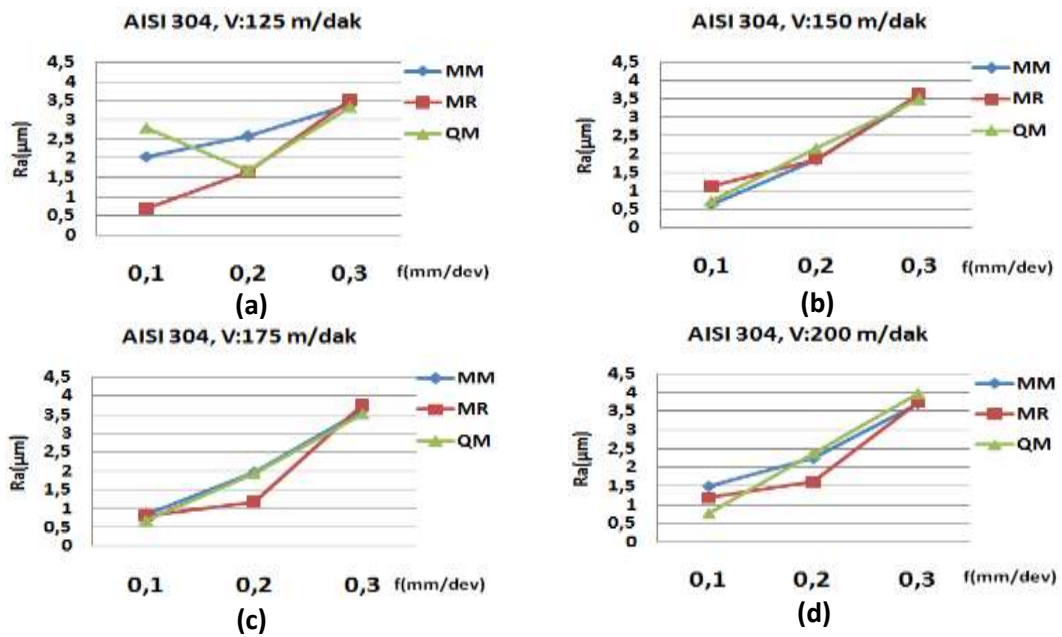 AISI 304, V:125 m/dak
4,5
4
3,5
3
2,5
2
1,5
1
0,5
0
Ra(µm)
MM
MR
QM
0,1 0,2 0,3 f(mm/dev)
(a)
AISI 304, V:150 m/dak
4,5
4
3,5
3
2,5
2
1,5
1
0,5
0
Ra(µm)
MM
MR
QM
0,1 0,2 0,3 f(mm/dev)
(b)
AISI 304, V:175 m/dak
4,5
4
3,5
3
2,5
2
1,5
1
0,5
0
Ra(µm)
MM
MR
QM
0,1 0,2 0,3 f(mm/dev)
(c)
AISI 304, V:200 m/dak
4,5
4
3,5
3
2,5
2
1,5
1
0,5
0
Ra(µm)
MM
MR
QM
0,1 0,2 0,3 f(mm/dev)
(d)